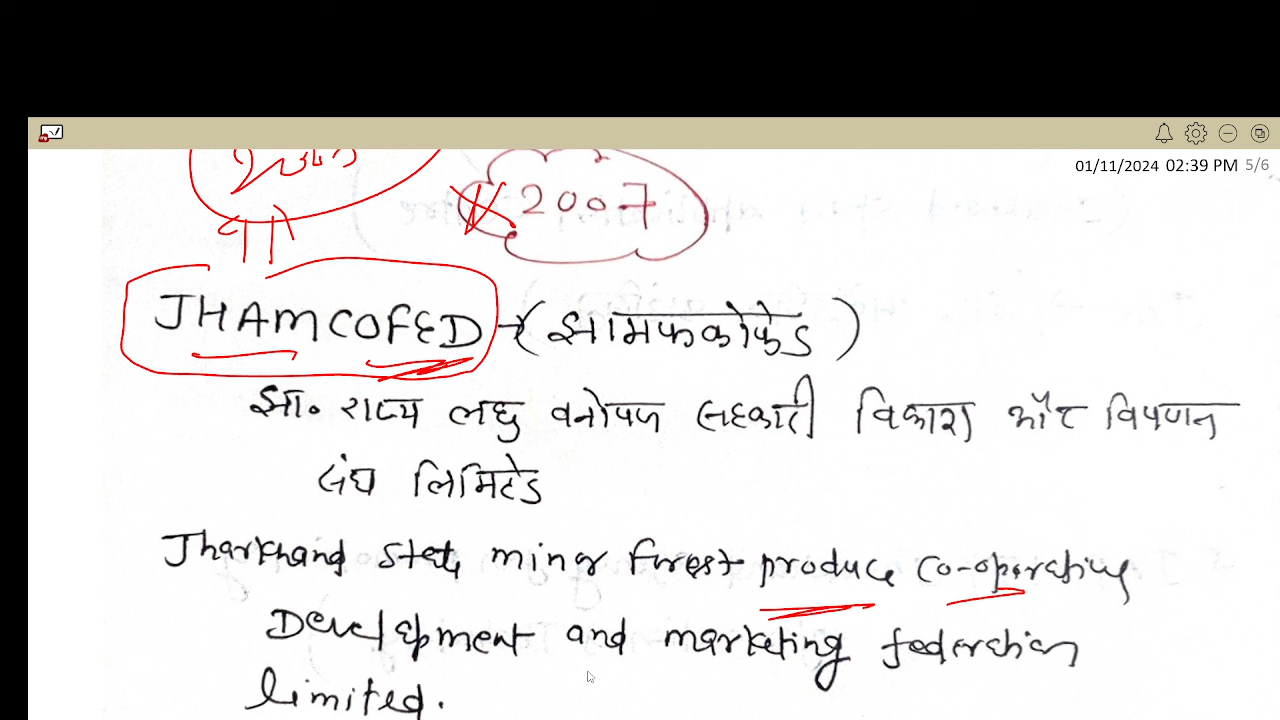 01/11/2024 02:39 PM 5/6
2007
JHAMCOFED → (झामफकोफेड)
झा. राज्य लघु वनोपज सहकारी विकाश और विपणन
संघ लिमिटेड
Jharkhand State minor forest produce Co-operative
Development and marketing federation
limited.